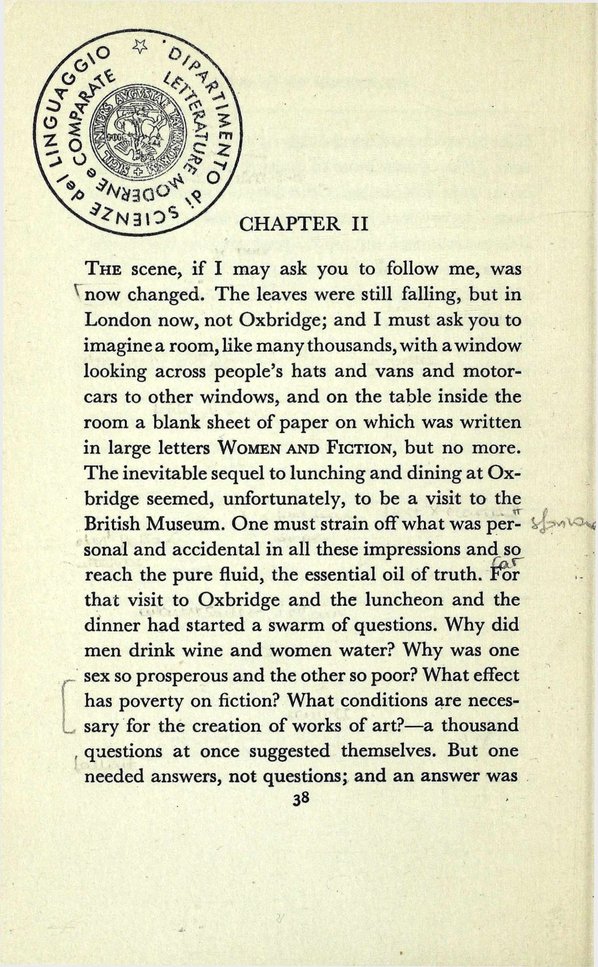 DIPARTIMENTO di SCIENZE del LINGUAGGIO
LETTERATURE MODERNE e COMPARATE
CHAPTER II
THE scene, if I may ask you to follow me, was
now changed. The leaves were still falling, but in
London now, not Oxbridge; and I must ask you to
imagine a room, like many thousands, with a window
looking across people's hats and vans and motor-
cars to other windows, and on the table inside the
room a blank sheet of paper on which was written
in large letters WOMEN AND FICTION, but no more.
The inevitable sequel to lunching and dining at Ox-
bridge seemed, unfortunately, to be a visit to the
British Museum. One must strain off what was per-
sonal and accidental in all these impressions and so
reach the pure fluid, the essential oil of truth. For
that visit to Oxbridge and the luncheon and the
dinner had started a swarm of questions. Why did
men drink wine and women water? Why was one
sex so prosperous and the other so poor? What effect
has poverty on fiction? What conditions are neces-
sary for the creation of works of art?—a thousand
questions at once suggested themselves. But one
needed answers, not questions; and an answer was
38